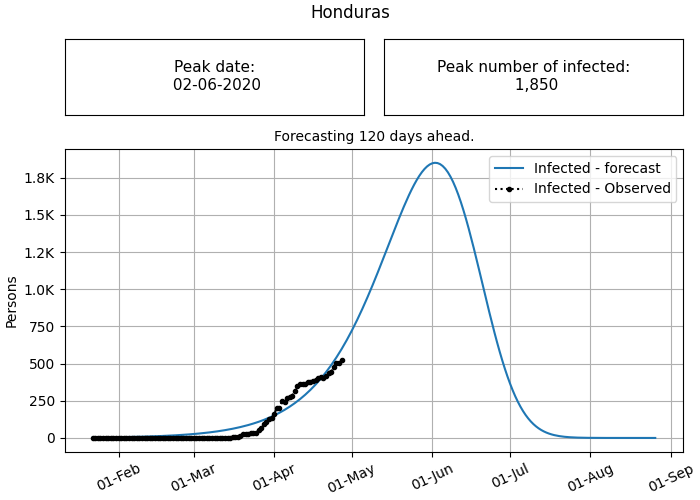 Honduras
Peak date:
02-06-2020
Peak number of infected:
1,850
Forecasting 120 days ahead.
Infected - forecast
Infected - Observed
Persons
1.8K
1.5K
1.2K
1.0K
750
500
250
0
01-Feb
01-Mar
01-Apr
01-May
01-Jun
01-Jul
01-Aug
01-Sep